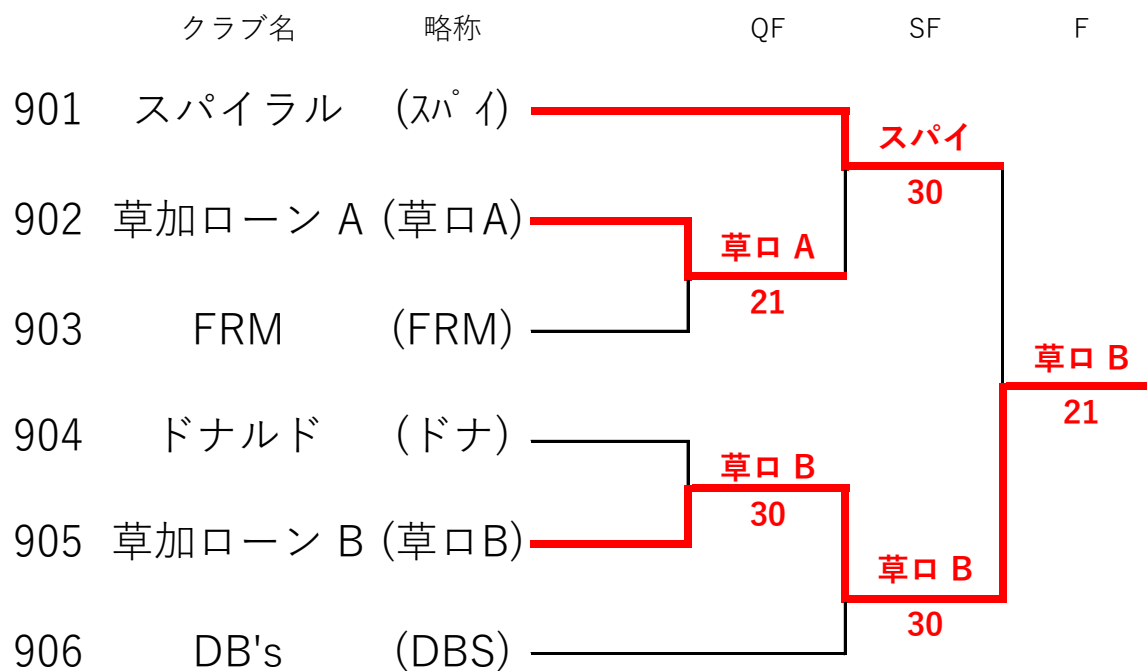 クラブ名 略称 QF SF F
901 スパイラル (ｽﾊﾟｲ)
スパイ
30
902 草加ローン A (草ロA)
草ロ A
21
903 FRM (FRM)
草ロ B
21
904 ドナルド (ドナ)
草ロ B
30
905 草加ローン B (草ロB)
草ロ B
30
906 DB's (DBS)